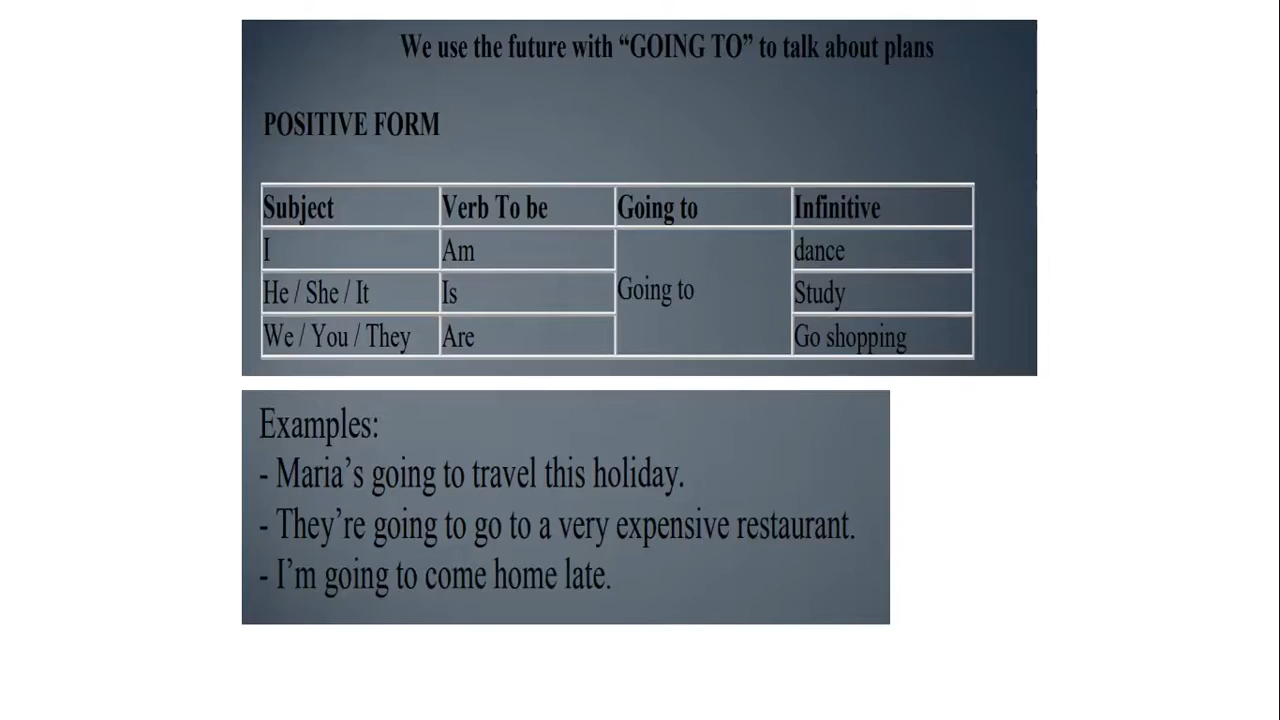 We use the future with “GOING TO” to talk about plans
POSITIVE FORM
Subject Verb To be Going to Infinitive
I Am dance
He / She / It Is Going to Study
We / You / They Are Go shopping
Examples:
- Maria’s going to travel this holiday.
- They’re going to go to a very expensive restaurant.
- I’m going to come home late.